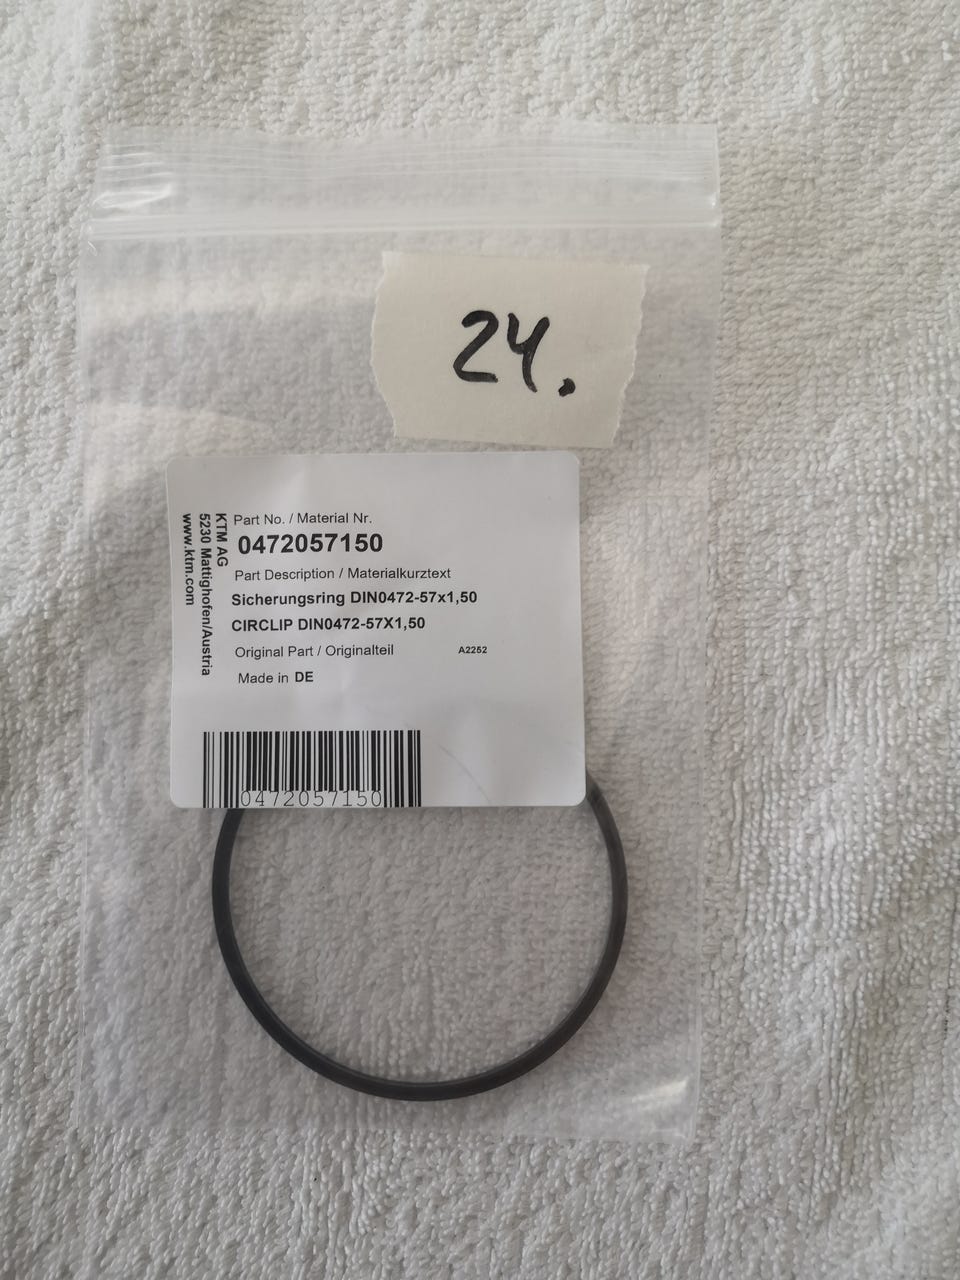 24.
KTM AG
5230 Mattighofen/Austria
www.ktm.com
Part No. / Material Nr.
0472057150
Part Description / Materialkurztext
Sicherungsring DIN0472-57x1,50
CIRCLIP DIN0472-57X1,50
Original Part / Originalteil A2252
Made in DE
0472057150